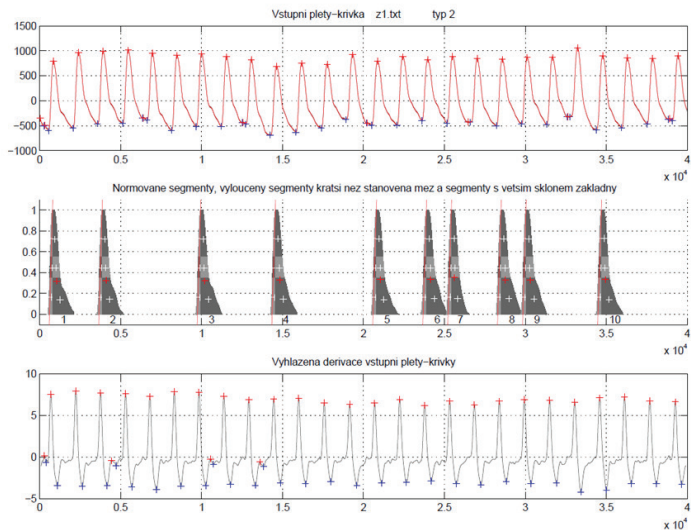 Vstupni plety-krivka z1.txt typ 2
1500
1000
500
0
-500
-1000
0 0.5 1 1.5 2 2.5 3 3.5 4
x 10^4
Normovane segmenty, vylouceny segmenty kratsi nez stanovena mez a segmenty s vetsim sklonem zakladny
1
0.8
0.6
0.4
0.2
0
1 2 3 4 5 6 7 8 9 10
0 0.5 1 1.5 2 2.5 3 3.5 4
x 10^4
Vyhlazena derivace vstupni plety-krivky
10
5
0
-5
0 0.5 1 1.5 2 2.5 3 3.5 4
x 10^4